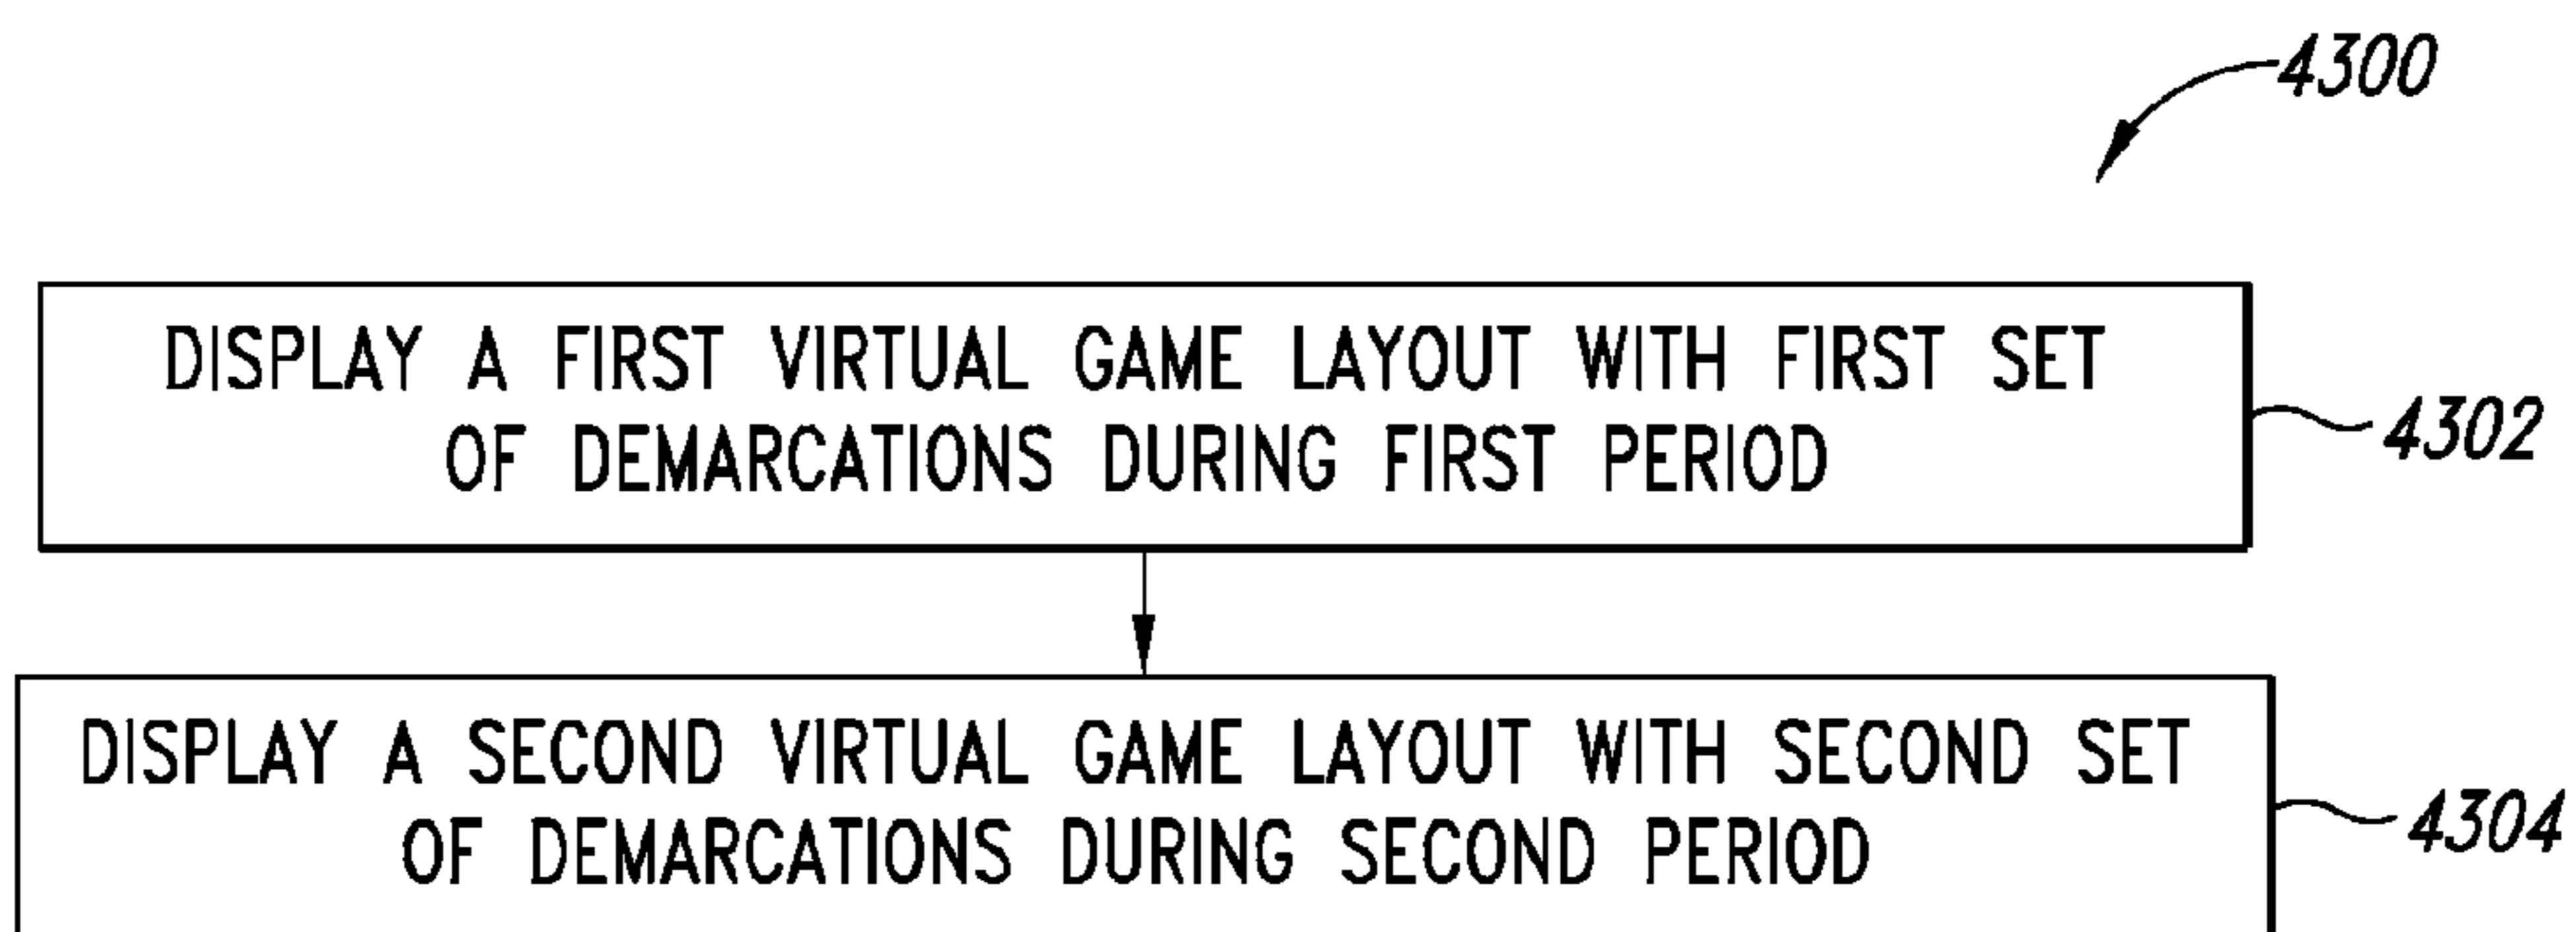 4300
DISPLAY A FIRST VIRTUAL GAME LAYOUT WITH FIRST SET
OF DEMARCATIONS DURING FIRST PERIOD
4302
DISPLAY A SECOND VIRTUAL GAME LAYOUT WITH SECOND SET
OF DEMARCATIONS DURING SECOND PERIOD
4304